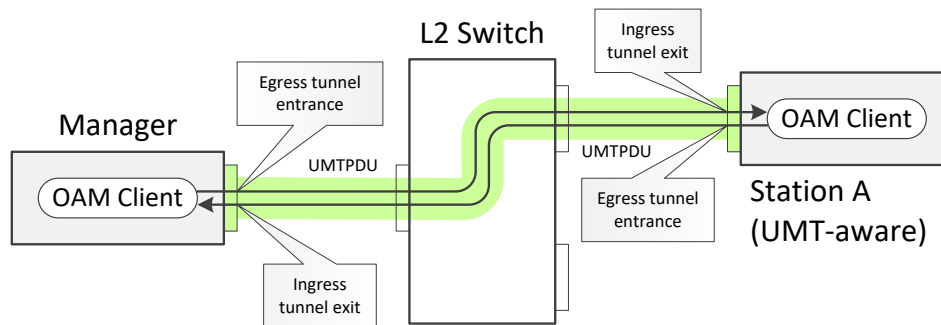 L2 Switch
Ingress
tunnel exit
Egress tunnel
entrance
Manager
OAM Client
UMTPDU
OAM Client
UMTPDU
Egress tunnel
entrance
Station A
(UMT-aware)
Ingress
tunnel exit